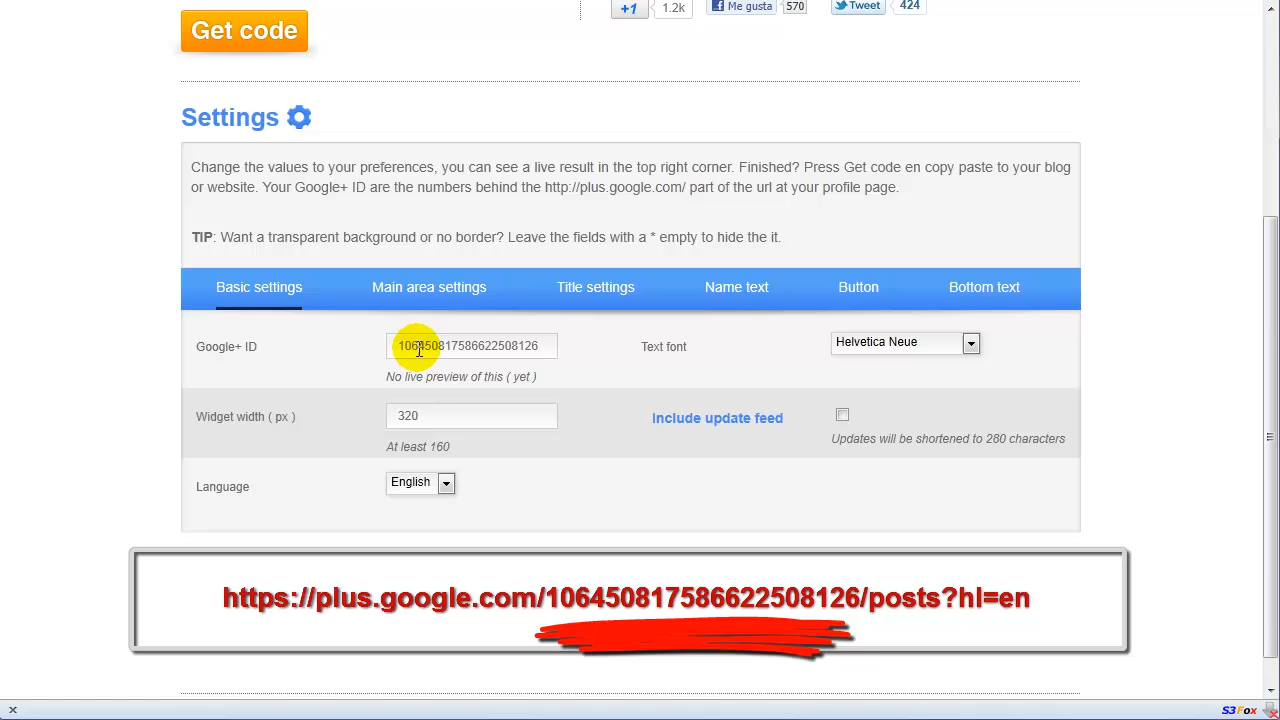 +1 1.2k Me gusta 570 Tweet 424
Get code
Settings
Change the values to your preferences, you can see a live result in the top right corner. Finished? Press Get code en copy paste to your blog
or website. Your Google+ ID are the numbers behind the http://plus.google.com/ part of the url at your profile page.
TIP: Want a transparent background or no border? Leave the fields with a * empty to hide the it.
Basic settings Main area settings Title settings Name text Button Bottom text
Google+ ID 106450817586622508126 Text font Helvetica Neue
No live preview of this ( yet )
Widget width ( px ) 320 Include update feed
At least 160 Updates will be shortened to 280 characters
Language English
https://plus.google.com/106450817586622508126/posts?hl=en
x S3Fox